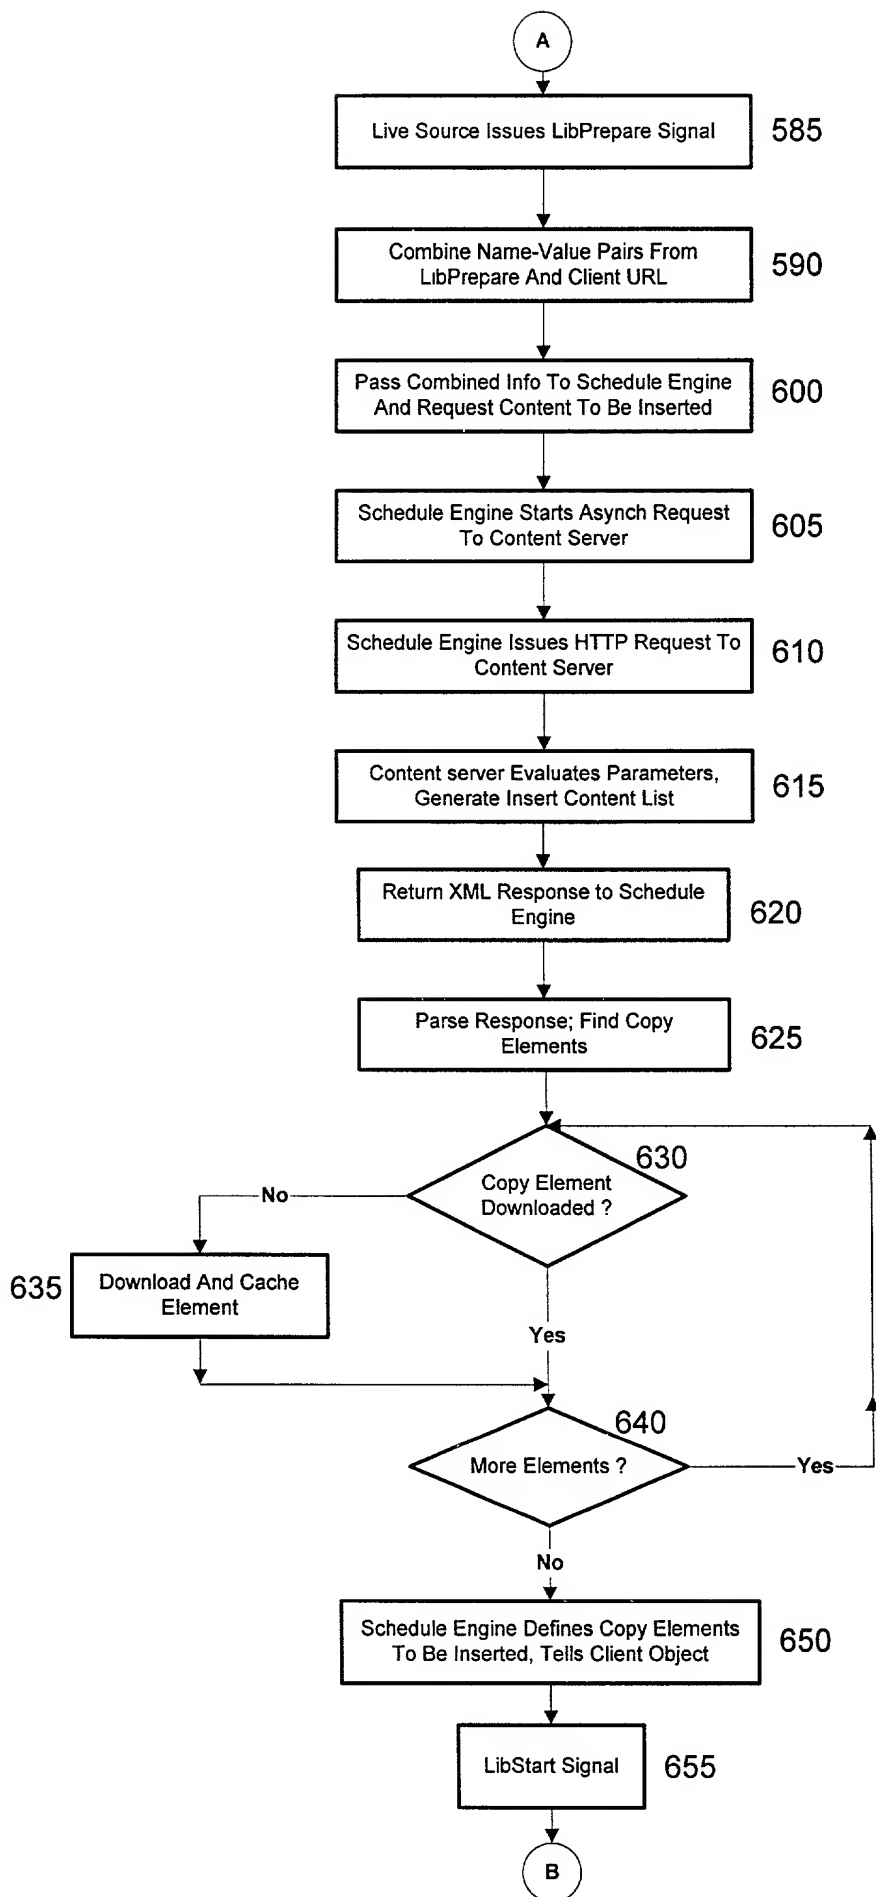 A
Live Source Issues LibPrepare Signal
585
Combine Name-Value Pairs From
LibPrepare And Client URL
590
Pass Combined Info To Schedule Engine
And Request Content To Be Inserted
600
Schedule Engine Starts Asynch Request
To Content Server
605
Schedule Engine Issues HTTP Request To
Content Server
610
Content server Evaluates Parameters,
Generate Insert Content List
615
Return XML Response to Schedule
Engine
620
Parse Response; Find Copy
Elements
625
630
Copy Element
Downloaded ?
No
635
Download And Cache
Element
Yes
640
More Elements ?
Yes
No
Schedule Engine Defines Copy Elements
To Be Inserted, Tells Client Object
650
LibStart Signal
655
B